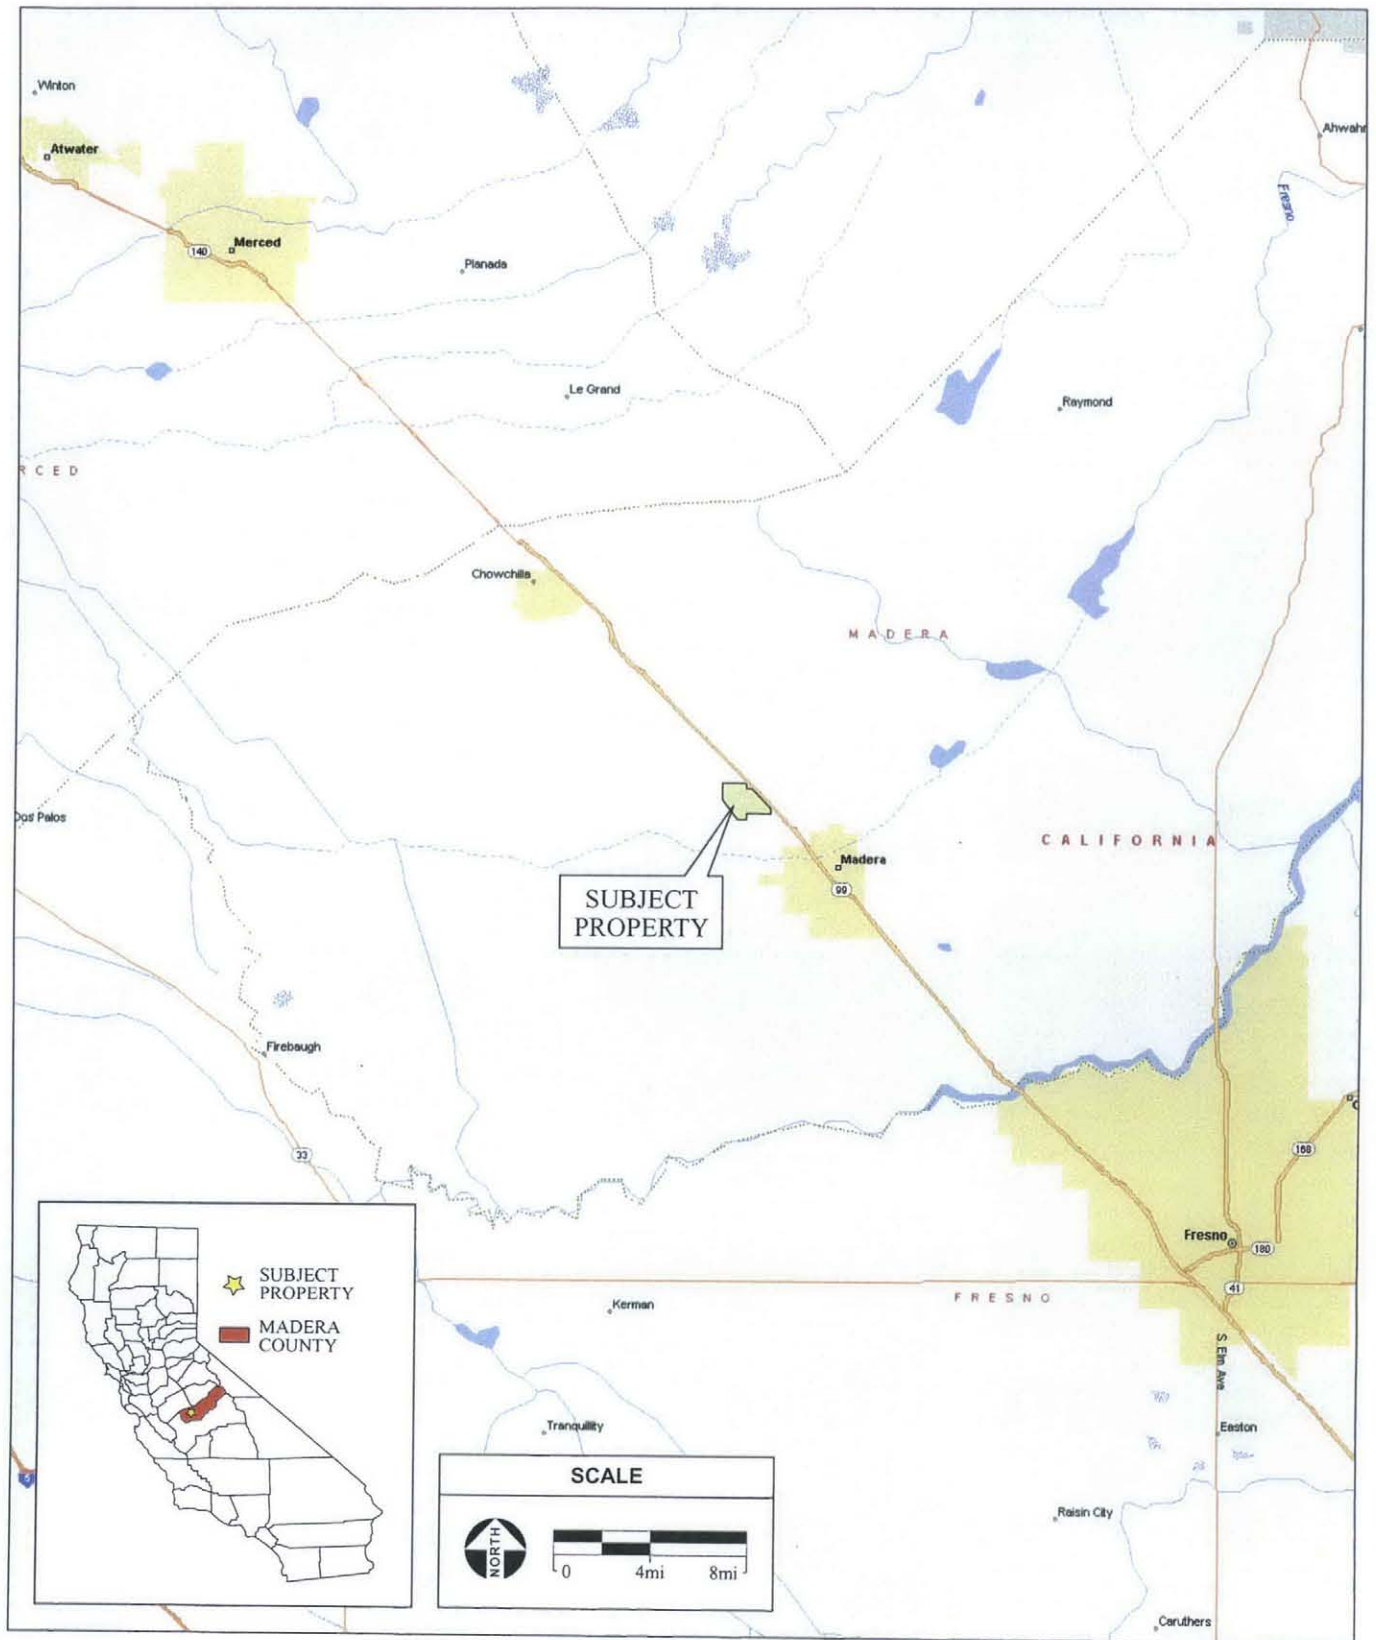 Winton
Atwater
Ahwahn
Fresno
140
Merced
Planada
Le Grand
Raymond
RCED
Chowchilla
MADERA
Dos Palos
CALIFORNIA
Madera
99
SUBJECT
PROPERTY
Firebaugh
33
168
Fresno
180
41
FRESNO
Kerman
S Elm Ave
SUBJECT
PROPERTY
MADERA
COUNTY
Tranquillity
Easton
5
SCALE
NORTH
0 4mi 8mi
Raisin City
Caruthers